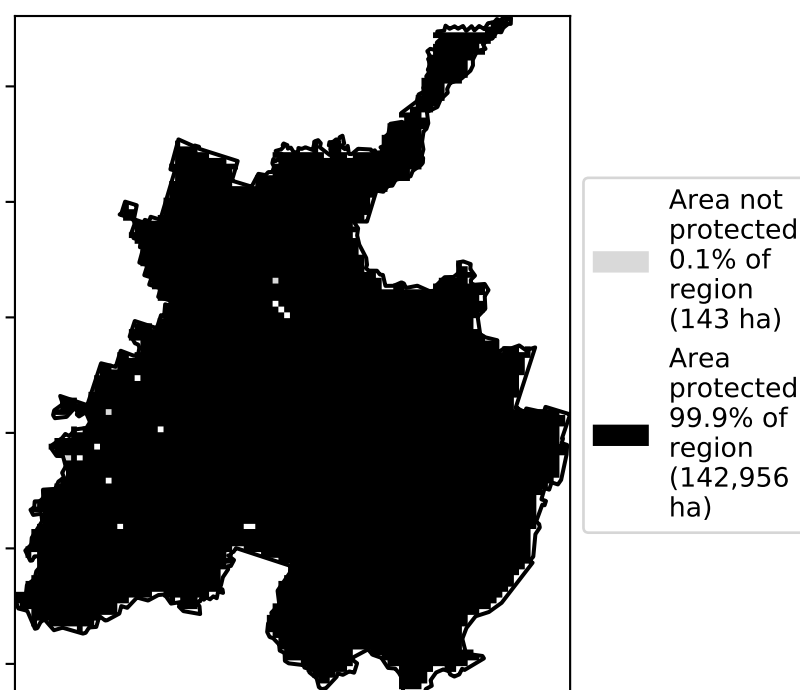 Area not
protected
0.1% of
region
(143 ha)
Area
protected
99.9% of
region
(142,956
ha)